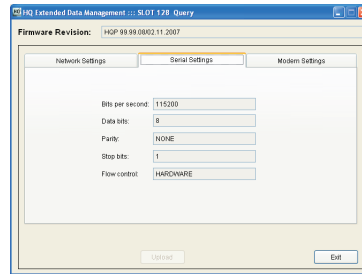 HQ Extended Data Management ::: SLOT 128 Query
Firmware Revision: HQP 99.99.08/02.11.2007
Network Settings Serial Settings Modem Settings
Bits per second: 115200
Data bits: 8
Parity: NONE
Stop bits: 1
Flow control: HARDWARE
Upload Exit